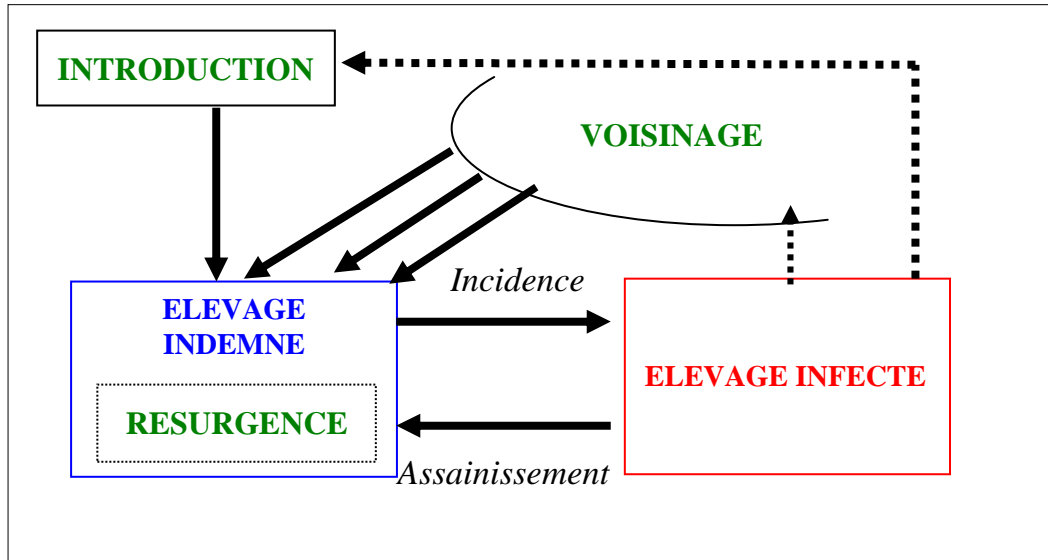 INTRODUCTION
VOISINAGE
Incidence
ELEVAGE
INDEMNE
ELEVAGE INFECTE
RESURGENCE
Assainissement